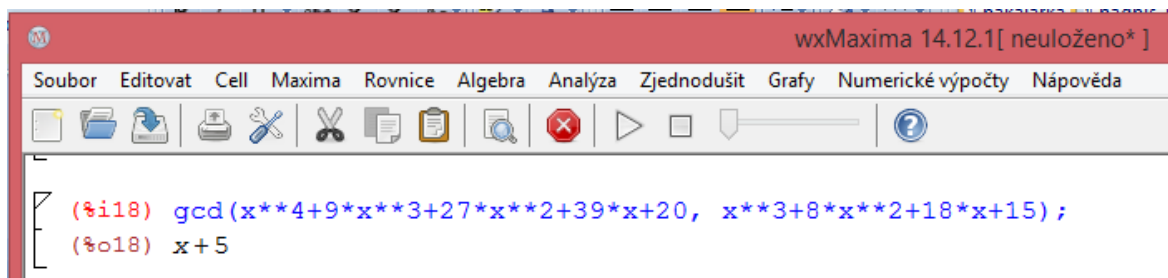 wxMaxima 14.12.1[ neuloženo* ]
Soubor Editovat Cell Maxima Rovnice Algebra Analýza Zjednodušit Grafy Numerické výpočty Nápověda
(%i18) gcd(x**4+9*x**3+27*x**2+39*x+20, x**3+8*x**2+18*x+15);
(%o18) x+5